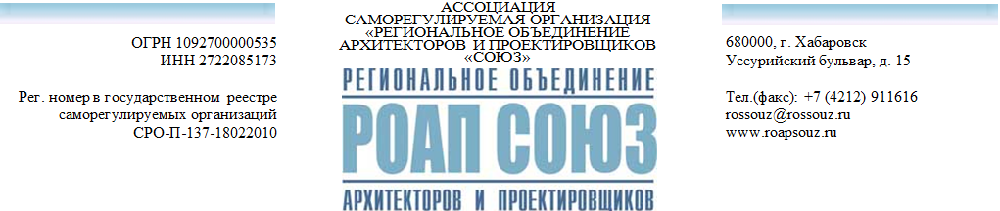 ОГРН 1092700000535
ИНН 2722085173
Рег. номер в государственном реестре
саморегулируемых организаций
СРО-П-137-18022010
АССОЦИАЦИЯ
САМОРЕГУЛИРУЕМАЯ ОРГАНИЗАЦИЯ
«РЕГИОНАЛЬНОЕ ОБЪЕДИНЕНИЕ
АРХИТЕКТОРОВ И ПРОЕКТИРОВЩИКОВ
«СОЮЗ»
РЕГИОНАЛЬНОЕ ОБЪЕДИНЕНИЕ
РОАП СОЮЗ
АРХИТЕКТОРОВ И ПРОЕКТИРОВЩИКОВ
680000, г. Хабаровск
Уссурийский бульвар, д. 15
Тел.(факс): +7 (4212) 911616
rossouz@rossouz.ru
www.roapsouz.ru